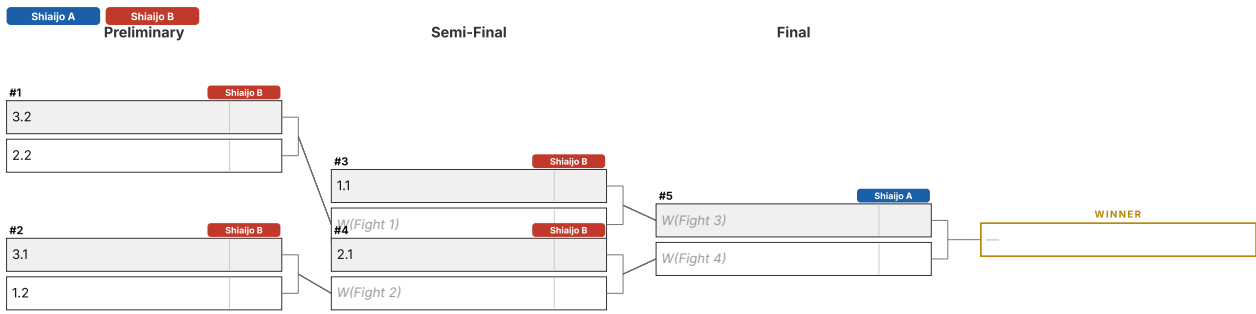 Shiaijo A
Shiaijo B
Preliminary
Semi-Final
Final
#1
Shiaijo B
3.2
2.2
#2
Shiaijo B
3.1
1.2
#3
Shiaijo B
1.1
W(Fight 1)
#4
Shiaijo B
2.1
W(Fight 2)
#5
Shiaijo A
W(Fight 3)
W(Fight 4)
WINNER
—